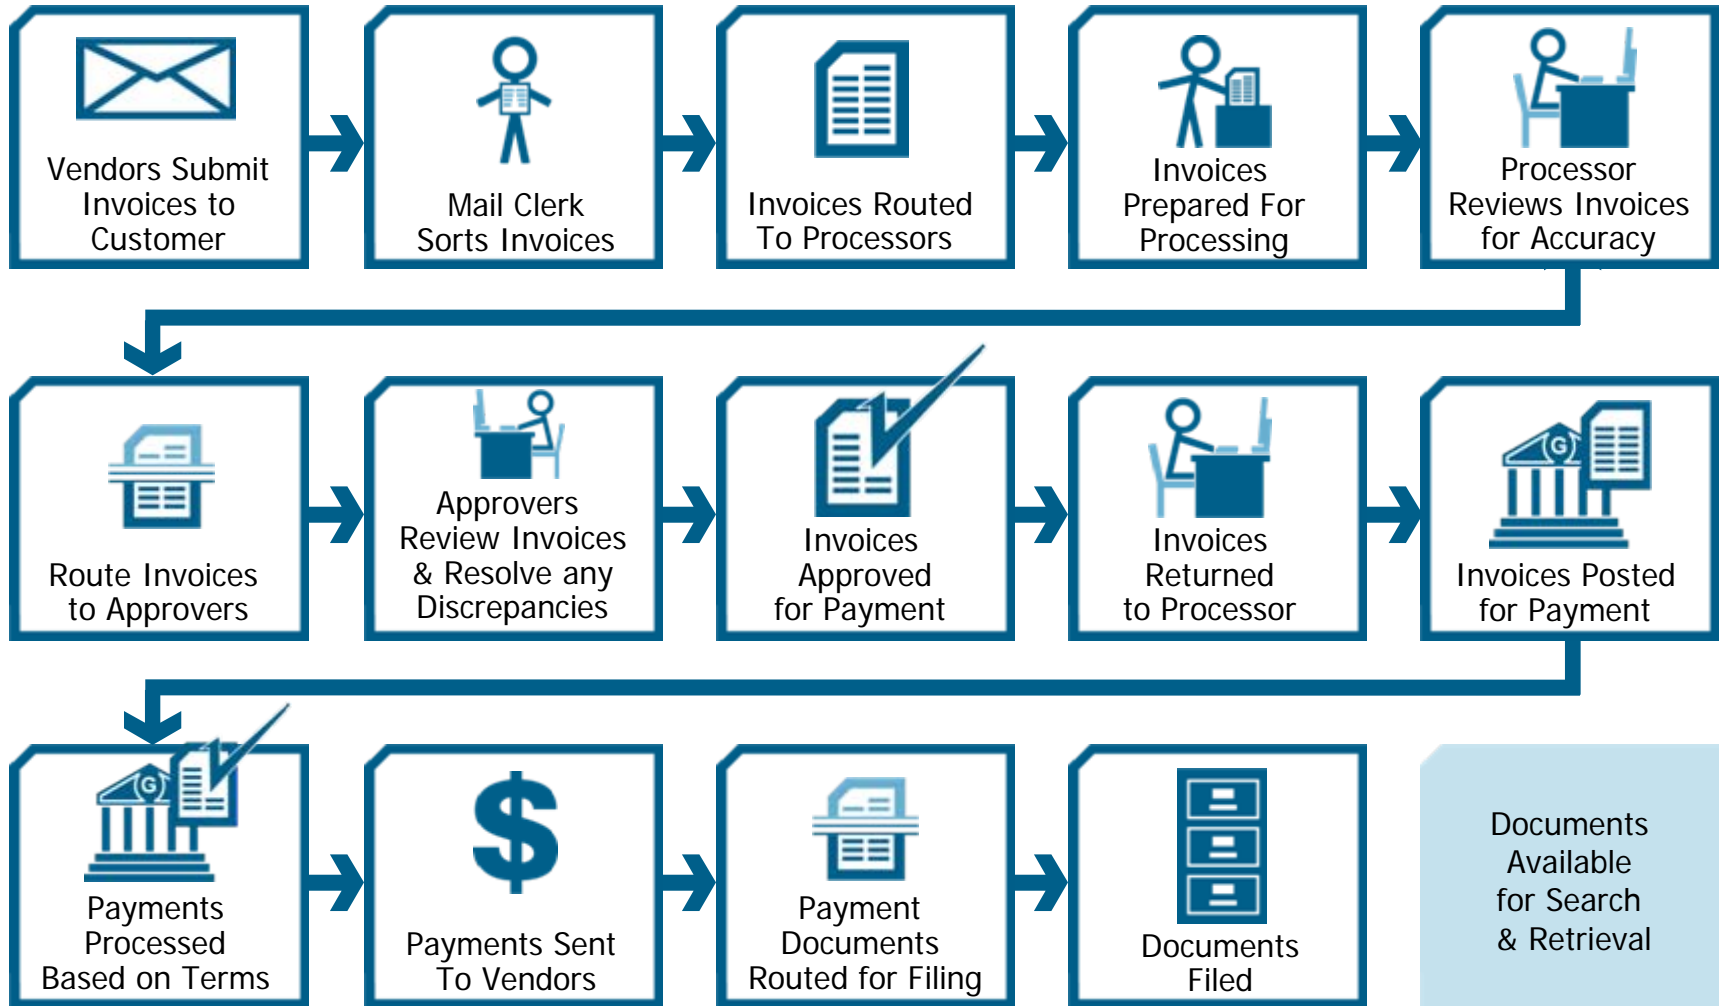 Vendors Submit
Invoices to
Customer
Mail Clerk
Sorts Invoices
Invoices Routed
To Processors
Invoices
Prepared For
Processing
Processor
Reviews Invoices
for Accuracy
Route Invoices
to Approvers
Approvers
Review Invoices
& Resolve any
Discrepancies
Invoices
Approved
for Payment
Invoices
Returned
to Processor
G
Invoices Posted
for Payment
G
Payments
Processed
Based on Terms
$
Payments Sent
To Vendors
Payment
Documents
Routed for Filing
Documents
Filed
Documents
Available
for Search
& Retrieval